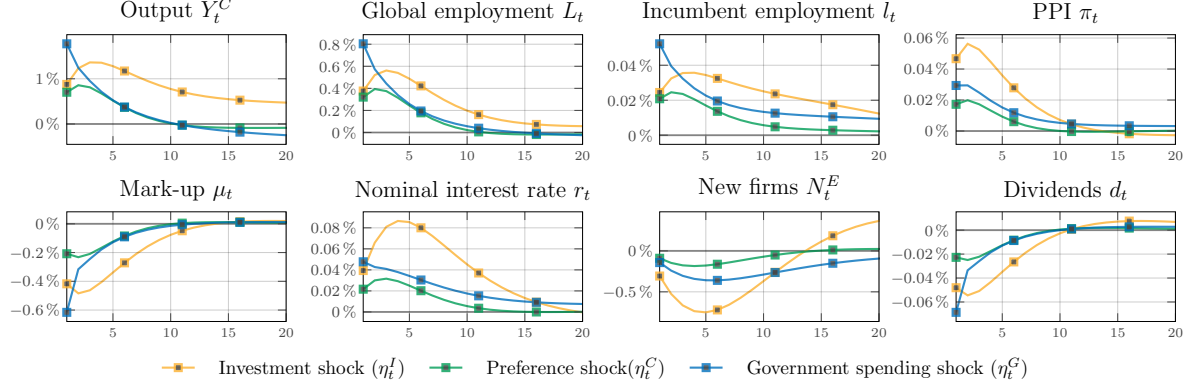 Output $Y_t^C$
Global employment $L_t$
Incumbent employment $l_t$
PPI $\pi_t$
1 %
0 %
5 10 15 20
0.8 %
0.6 %
0.4 %
0.2 %
0 %
5 10 15 20
0.04 %
0.02 %
0 %
5 10 15 20
0.06 %
0.04 %
0.02 %
0 %
5 10 15 20
Mark-up $\mu_t$
Nominal interest rate $r_t$
New firms $N_t^E$
Dividends $d_t$
0 %
−0.2 %
−0.4 %
−0.6 %
5 10 15 20
0.08 %
0.06 %
0.04 %
0.02 %
0 %
5 10 15 20
0 %
−0.5 %
5 10 15 20
0 %
−0.02 %
−0.04 %
−0.06 %
5 10 15 20
Investment shock ($\eta_t^I$) Preference shock($\eta_t^C$) Government spending shock ($\eta_t^G$)